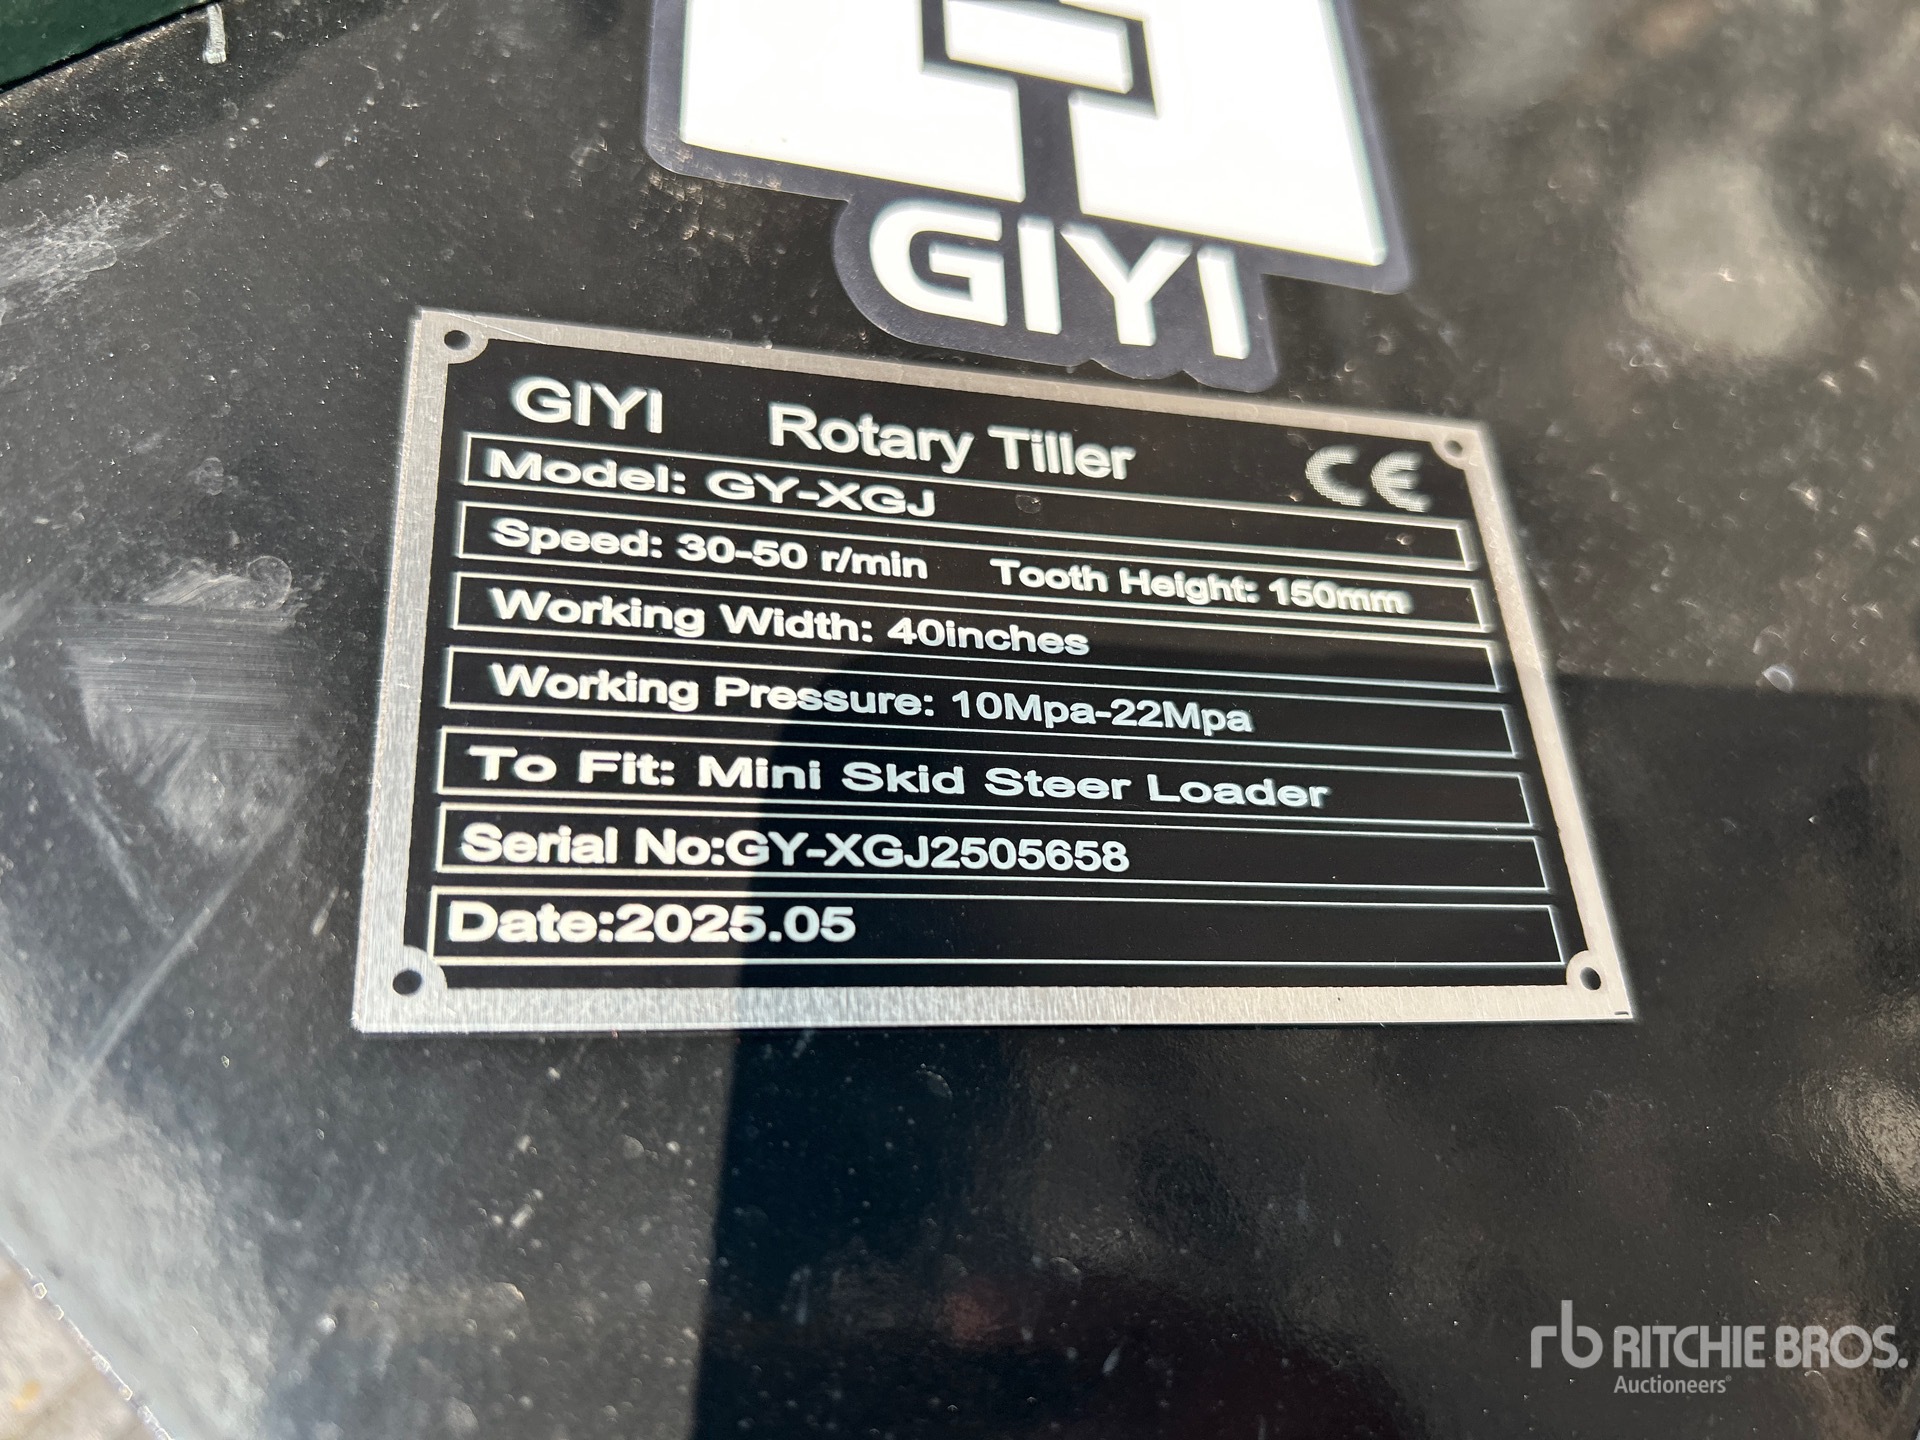 GIYI
GIYI Rotary Tiller CE
Model: GY-XGJ
Speed: 30-50 r/min Tooth Height: 150mm
Working Width: 40inches
Working Pressure: 10Mpa-22Mpa
To Fit: Mini Skid Steer Loader
Serial No:GY-XGJ2505658
Date:2025.05
rb RITCHIE BROS.
Auctioneers